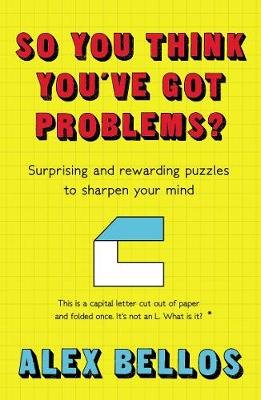 SO YOU THINK
YOU'VE GOT
PROBLEMS?
Surprising and rewarding puzzles
to sharpen your mind
This is a capital letter cut out of paper
and folded once. It's not an L. What is it? *
ALEX BELLOS